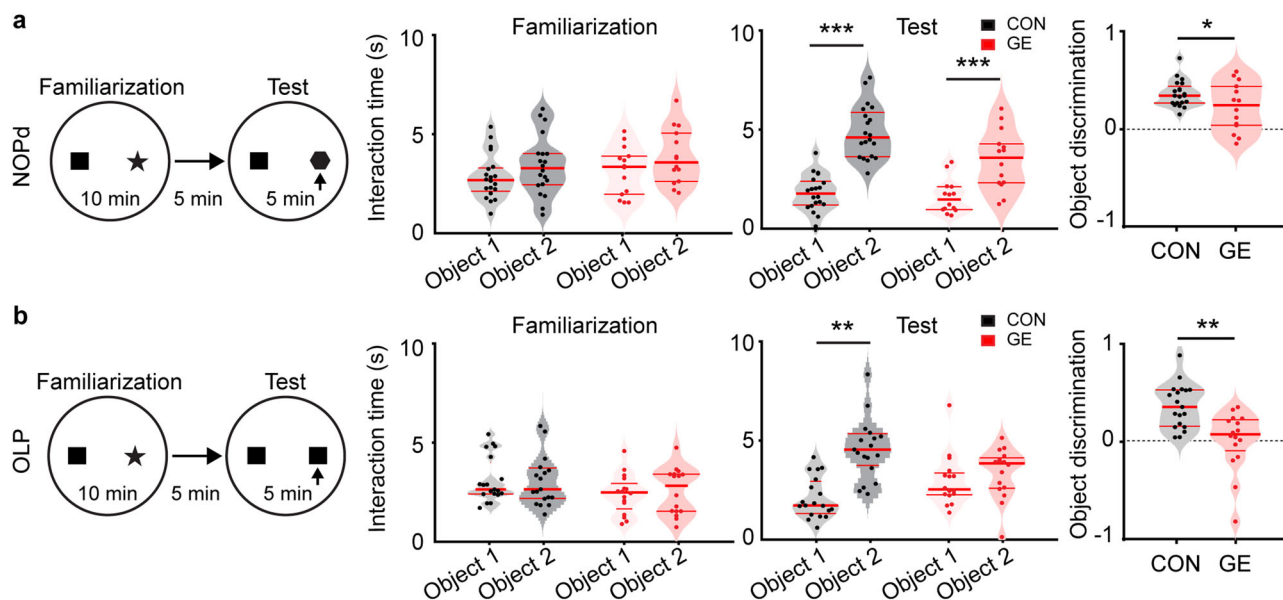 a
NOPd
Familiarization
Test
10 min
5 min
5 min
Familiarization
Interaction time (s)
10
5
0
Object 1
Object 2
Object 1
Object 2
Test
CON
GE
***
***
10
5
0
Object 1
Object 2
Object 1
Object 2
*
Object discrimination
1
0
-1
CON
GE
b
OLP
Familiarization
Test
10 min
5 min
5 min
Familiarization
Interaction time (s)
10
5
0
Object 1
Object 2
Object 1
Object 2
Test
CON
GE
**
10
5
0
Object 1
Object 2
Object 1
Object 2
**
Object discrimination
1
0
-1
CON
GE